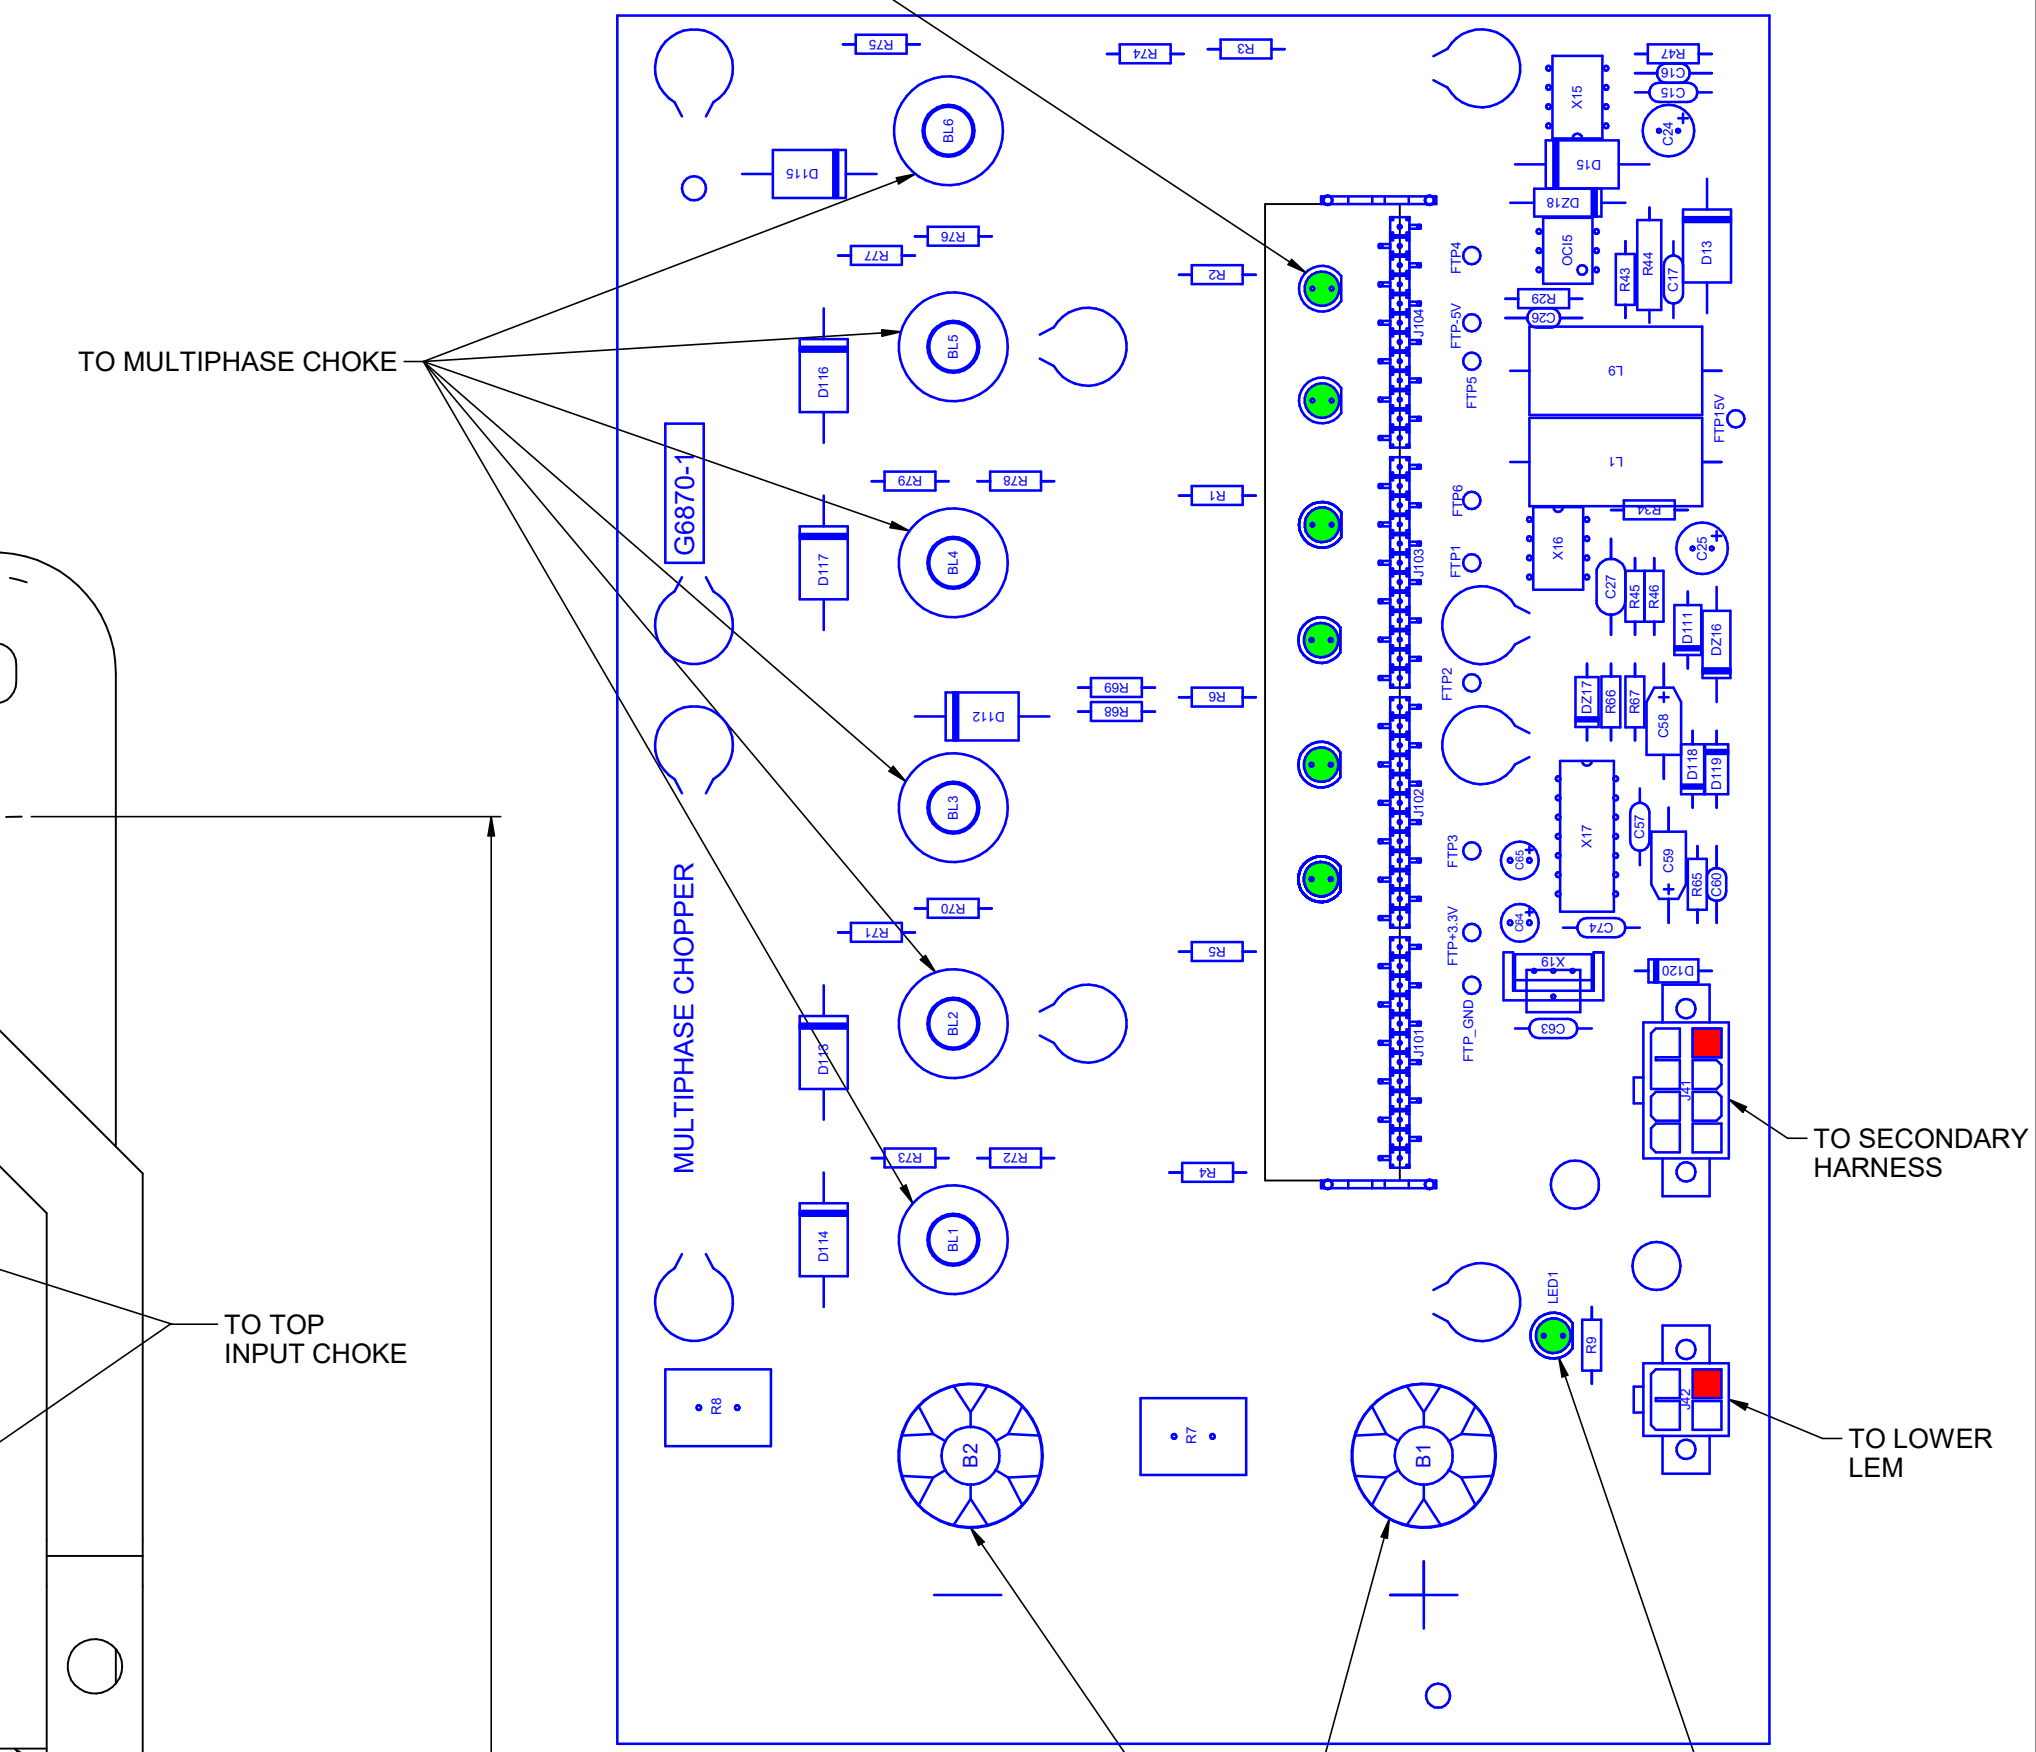 R75
R74
R3
R47
C16
C15
C24
X15
BL6
D115
D15
DZ18
OCI5
R76
R77
R2
FTP4
R43
R44
C17
D13
R29
C26
J104
FTP-5V
FTP5
BL5
TO MULTIPHASE CHOKE
D116
L9
FTP15V
L1
G6870-1
R79
R78
R1
FTP6
R34
C25
X16
D117
BL4
J103
FTP1
C27
R45
R46
D111
DZ16
R69
R68
R6
FTP2
D112
DZ17
R66
R67
C58
D118
D119
BL3
J102
X17
C57
FTP3
C65
C59
R65
C60
MULTIPHASE CHOPPER
R70
R71
R5
FTP+3.3V
C64
C74
X19
D120
BL2
D113
J101
FTP_GND
C63
J41
TO SECONDARY
HARNESS
R73
R72
R4
D114
BL1
LED1
R9
TO TOP
INPUT CHOKE
R8
R7
J42
B2
B1
TO LOWER
LEM